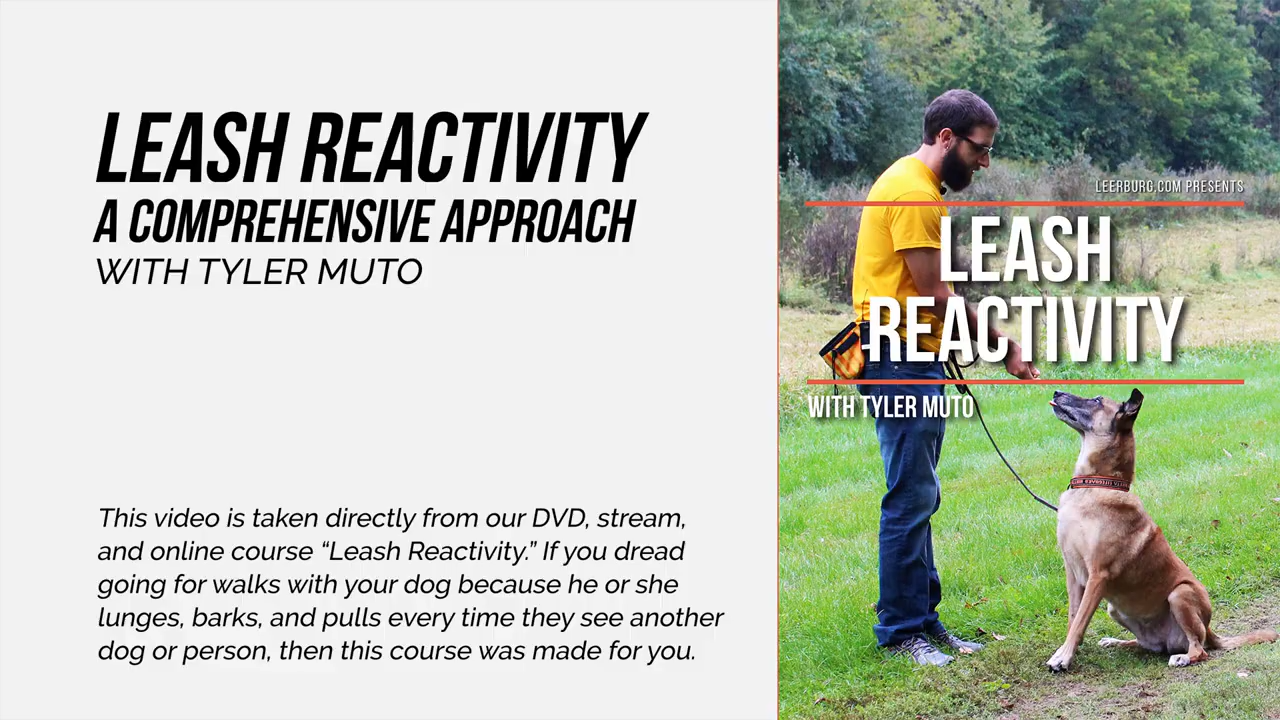 LEASH REACTIVITY
A COMPREHENSIVE APPROACH
WITH TYLER MUTO
This video is taken directly from our DVD, stream,
and online course “Leash Reactivity.” If you dread
going for walks with your dog because he or she
lunges, barks, and pulls every time they see another
dog or person, then this course was made for you.
LEERBURG.COM PRESENTS
LEASH
REACTIVITY
WITH TYLER MUTO